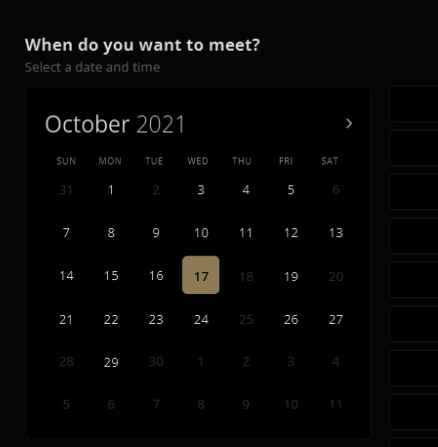 When do you want to meet?
Select a date and time
October 2021
SUN MON TUE WED THU FRI SAT
31 1 2 3 4 5 6
7 8 9 10 11 12 13
14 15 16 17 18 19 20
21 22 23 24 25 26 27
28 29 30 1 2 3 4
5 6 7 8 9 10 11